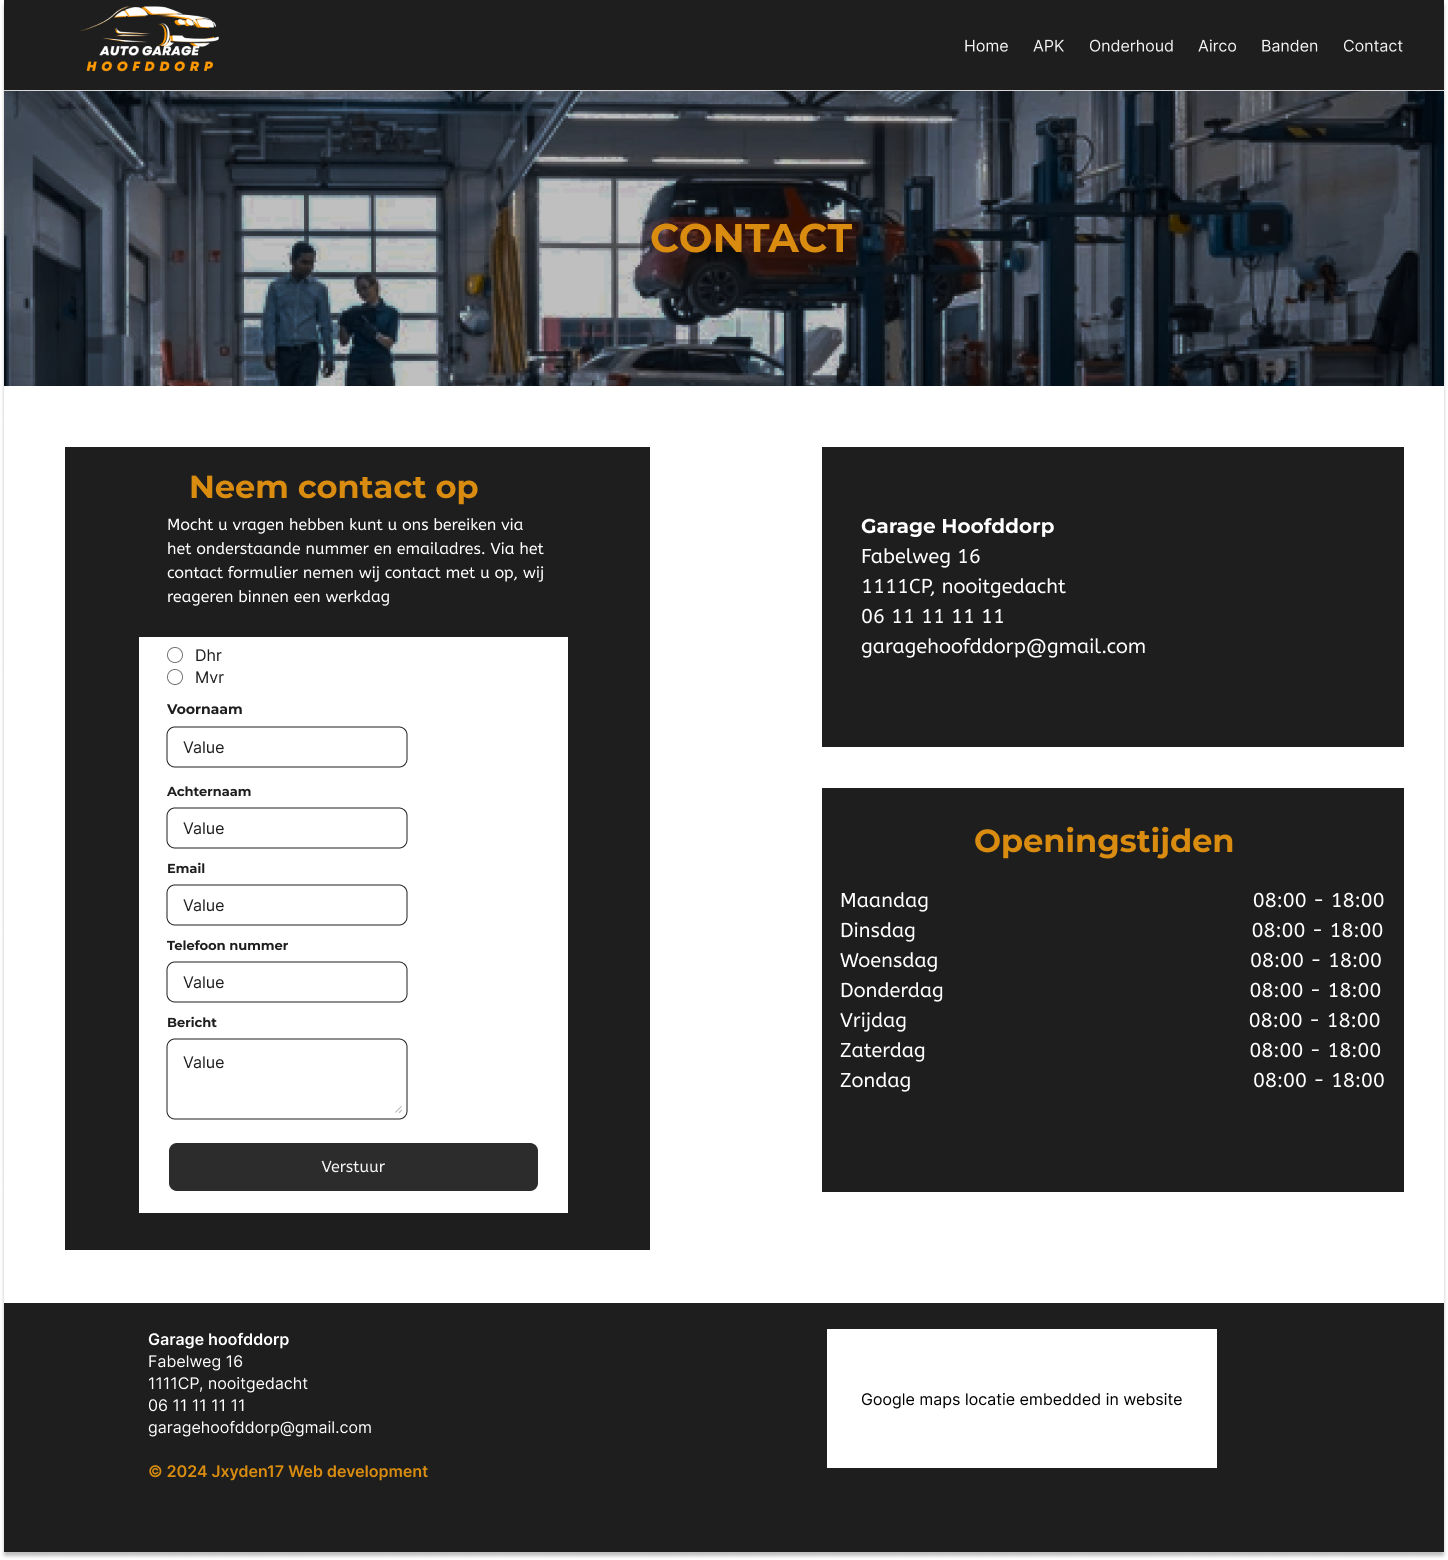 AUTO GARAGE
HOOFDDORP
Home APK Onderhoud Airco Banden Contact
CONTACT
Neem contact op
Mocht u vragen hebben kunt u ons bereiken via
het onderstaande nummer en emailadres. Via het
contact formulier nemen wij contact met u op, wij
reageren binnen een werkdag
Dhr
Mvr
Voornaam
Value
Achternaam
Value
Email
Value
Telefoon nummer
Value
Bericht
Value
Verstuur
Garage Hoofddorp
Fabelweg 16
1111CP, nooitgedacht
06 11 11 11 11
garagehoofddorp@gmail.com
Openingstijden
Maandag 08:00 - 18:00
Dinsdag 08:00 - 18:00
Woensdag 08:00 - 18:00
Donderdag 08:00 - 18:00
Vrijdag 08:00 - 18:00
Zaterdag 08:00 - 18:00
Zondag 08:00 - 18:00
Garage hoofddorp
Fabelweg 16
1111CP, nooitgedacht
06 11 11 11 11
garagehoofddorp@gmail.com
© 2024 Jxyden17 Web development
Google maps locatie embedded in website